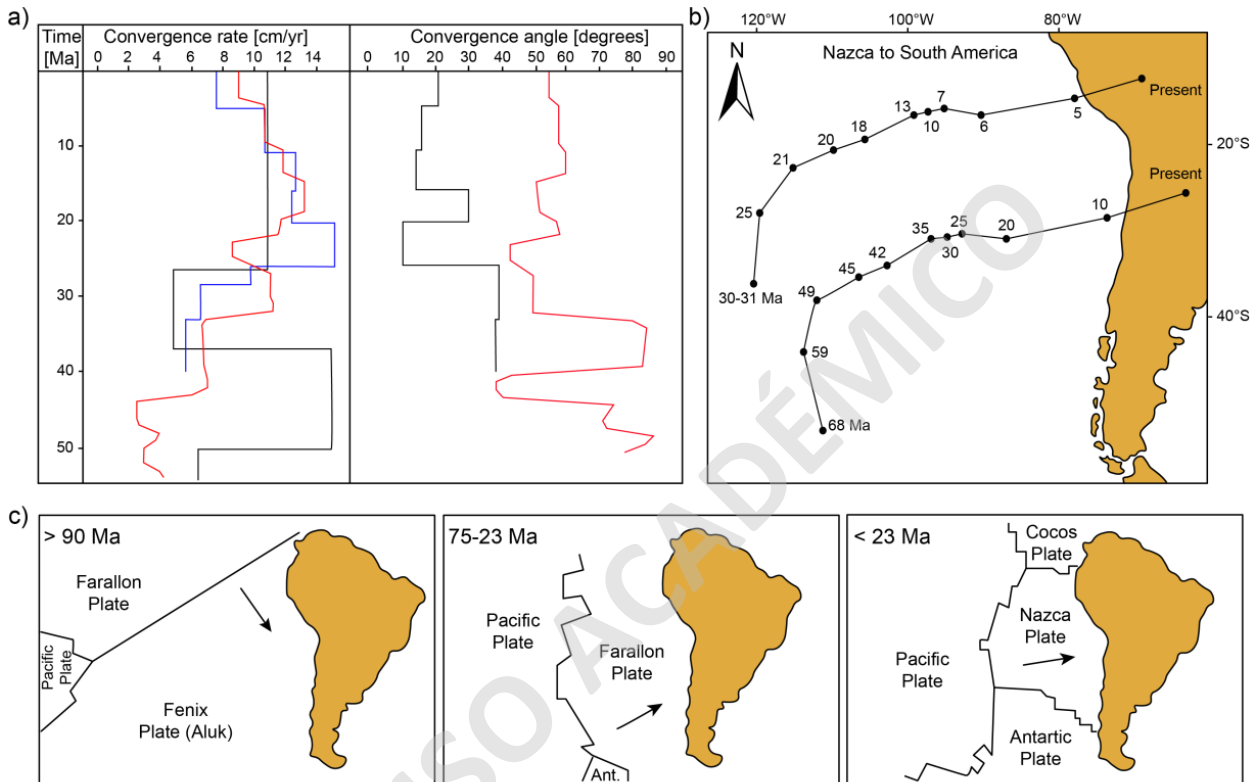 a)
Time
[Ma]
Convergence rate [cm/yr]
0 2 4 6 8 10 12 14
Convergence angle [degrees]
0 10 20 30 40 50 60 70 80 90
10
20
30
40
50
b)
120°W 100°W 80°W
N
Nazca to South America
Present
5
6
7
10
13
18
20
21
25
30-31 Ma
20°S
Present
10
20
25
30
35
42
45
49
59
68 Ma
40°S
c)
> 90 Ma
Farallon
Plate
Pacific
Plate
Fenix
Plate (Aluk)
75-23 Ma
Pacific
Plate
Farallon
Plate
Ant.
< 23 Ma
Cocos
Plate
Nazca
Plate
Pacific
Plate
Antartic
Plate
SO ACADÉMICO